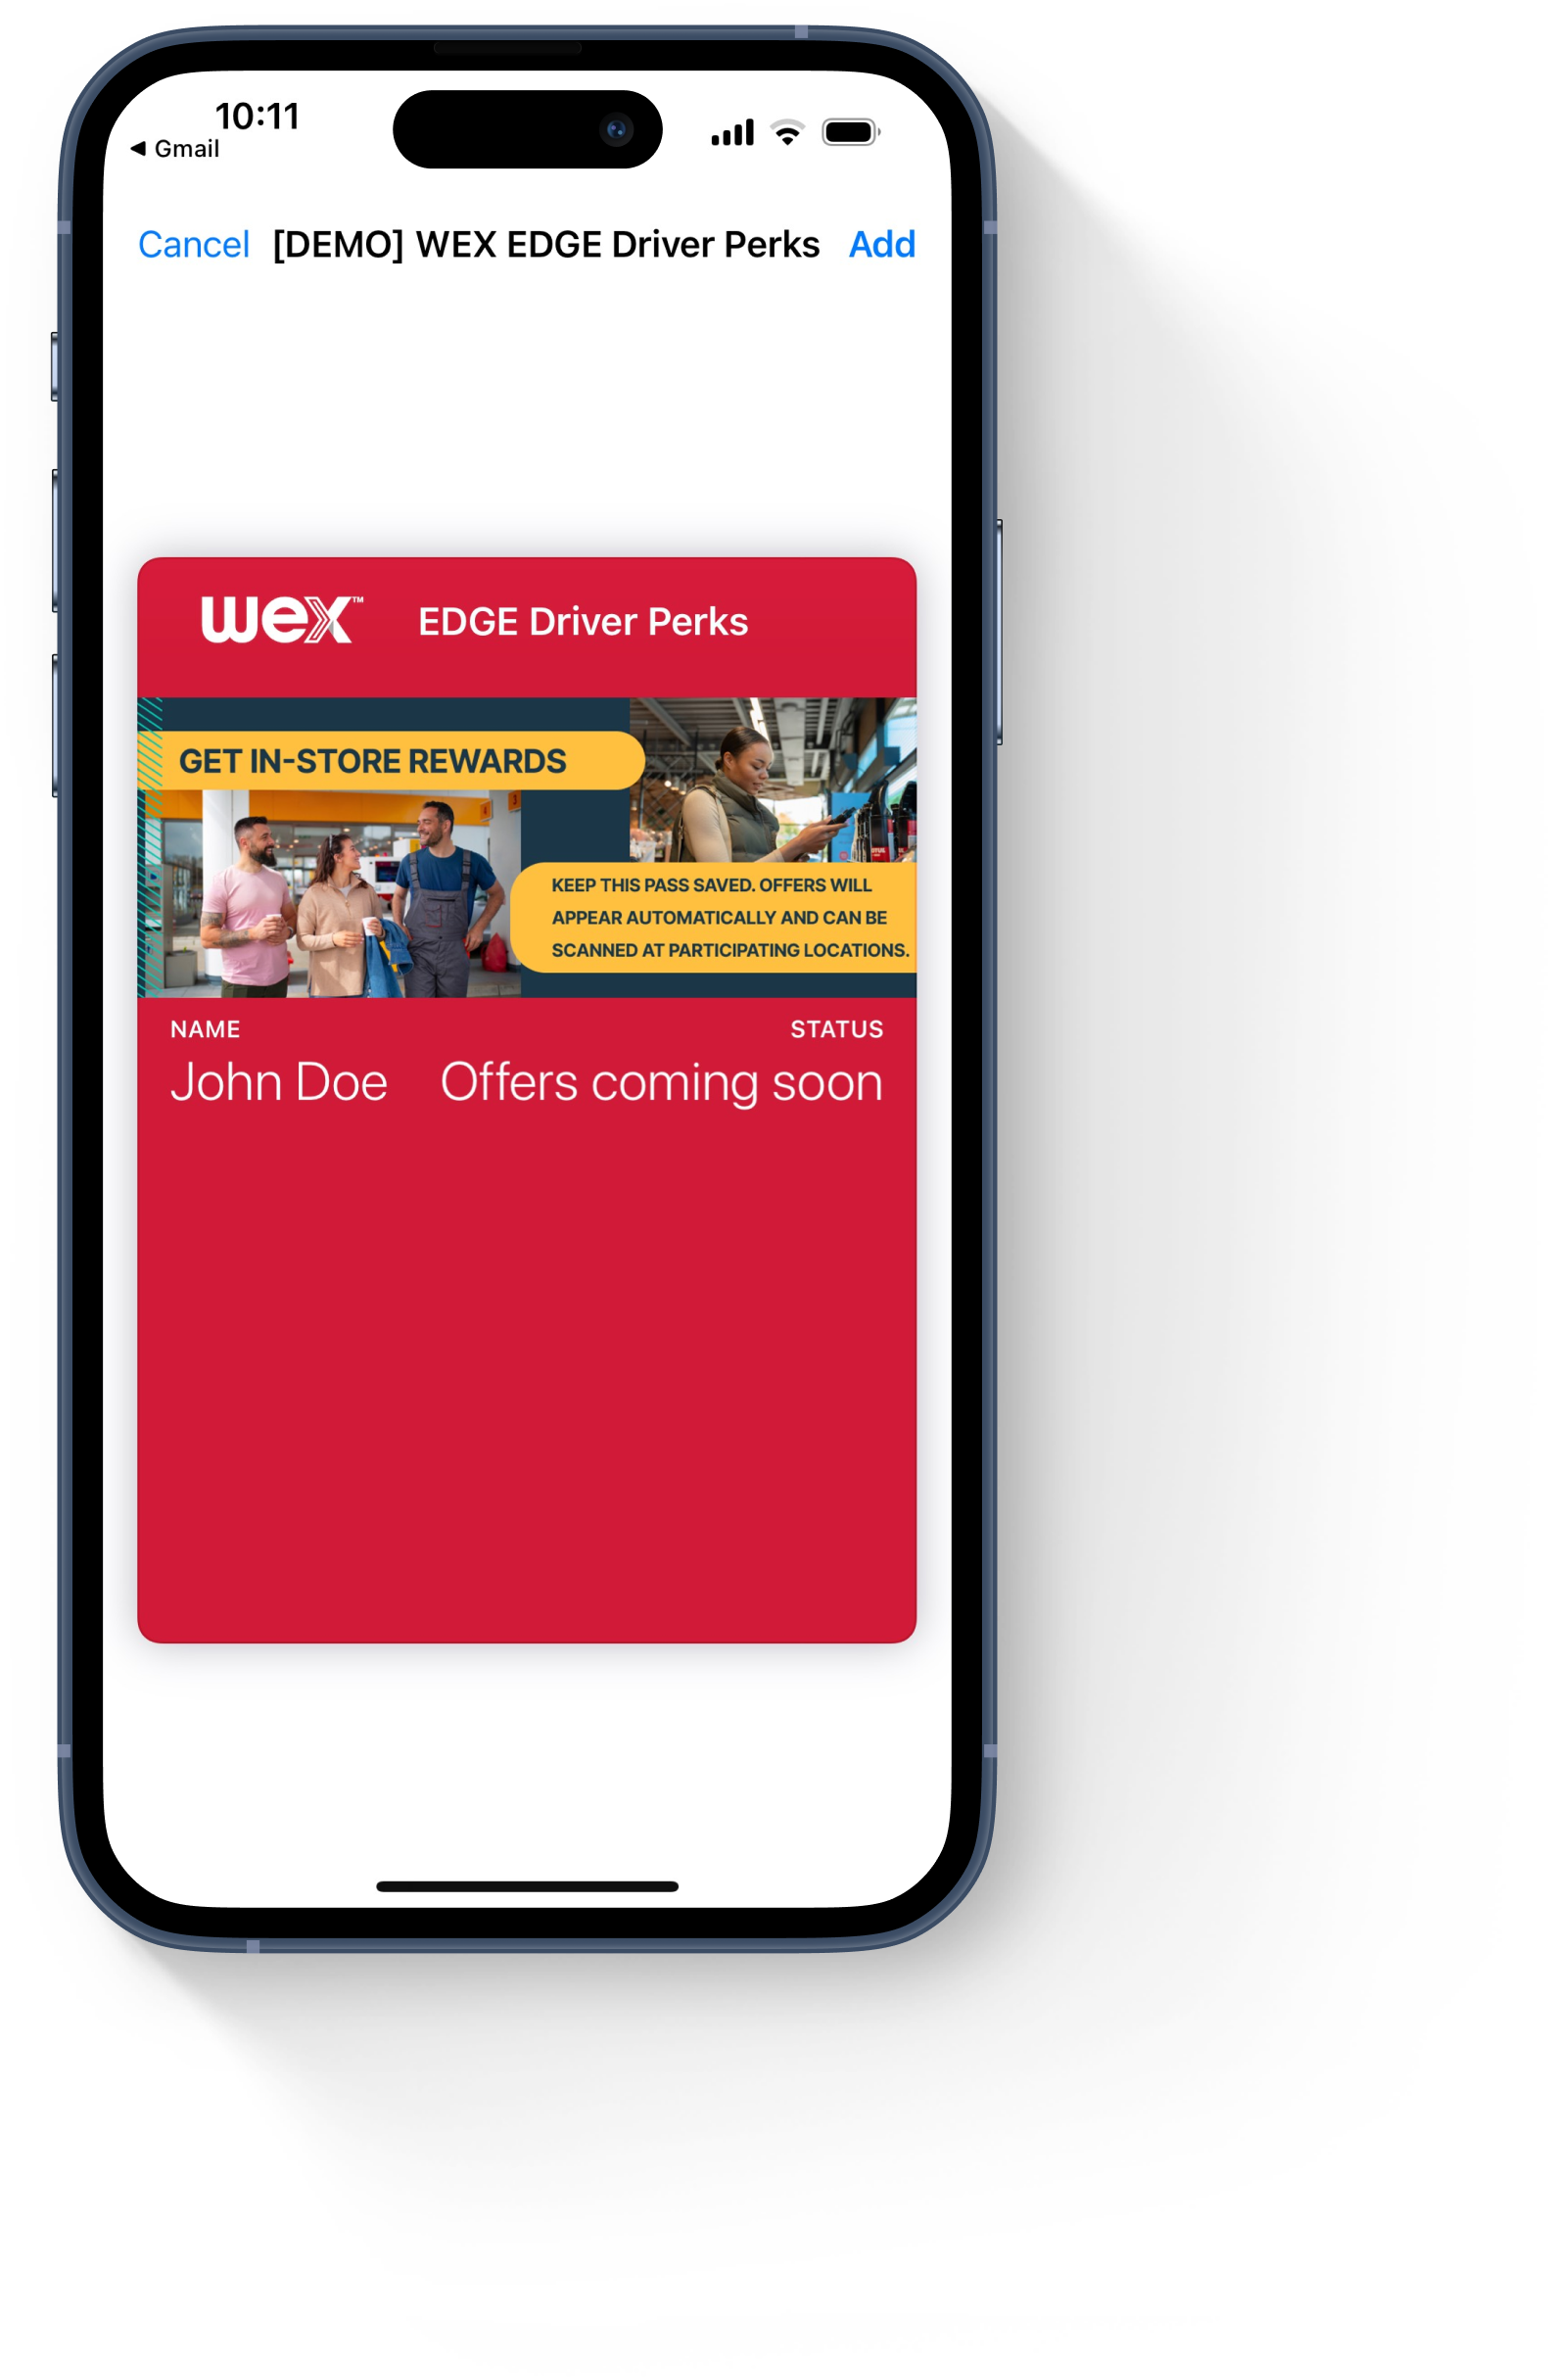 10:11
Gmail
Cancel [DEMO] WEX EDGE Driver Perks Add
wex™ EDGE Driver Perks
GET IN-STORE REWARDS
KEEP THIS PASS SAVED. OFFERS WILL
APPEAR AUTOMATICALLY AND CAN BE
SCANNED AT PARTICIPATING LOCATIONS.
NAME STATUS
John Doe Offers coming soon